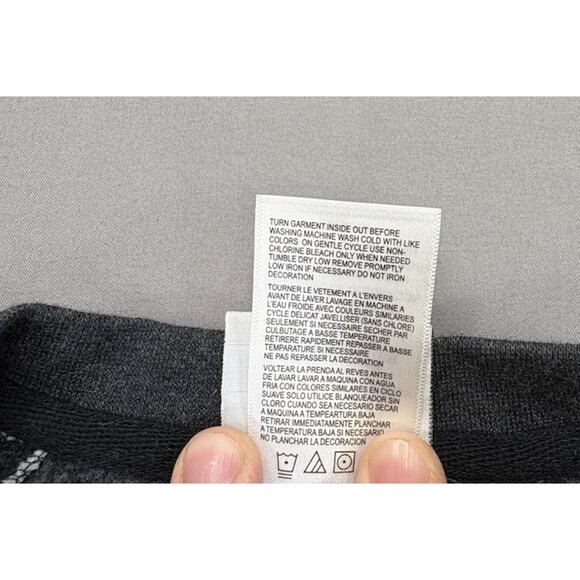 TURN GARMENT INSIDE OUT BEFORE
WASHING MACHINE WASH COLD WITH LIKE
COLORS ON GENTLE CYCLE USE NON-
CHLORINE BLEACH ONLY WHEN NEEDED
TUMBLE DRY LOW REMOVE PROMPTLY
LOW IRON IF NECESSARY DO NOT IRON
DECORATION
TOURNER LE VETEMENT A L'ENVERS
AVANT DE LAVER LAVAGE EN MACHINE A
L'EAU FROIDE AVEC COULEURS SIMILAIRES
CYCLE DELICAT JAVELLISER (SANS CHLORE)
SEULEMENT SI NECESSAIRE SECHER PAR
CULBUTAGE A BASSE TEMPERATURE
RETIRERE RAPIDEMENT REPASSER A BASSE
TEMPARATURE SI NECESSAIRE
NE PAS REPASSER LA DECORATION
VOLTEAR LA PRENDA AL REVES ANTES
DE LAVAR LAVAR A MAQUINA CON AGUA
FRIA CON COLORES SIMILARES EN CICLO
SUAVE SOLO UTILICE BLANQUEADOR SIN
CLORO CUANDO SEA NECESARIO SECAR
A MAQUINA A TEMPEARTURA BAJO
RETIRAR IMMEDIATAMENTE PLANCHAR
A TEMPERATURA BAJA SI NECESARIO
NO PLANCHAR LA DECORACION